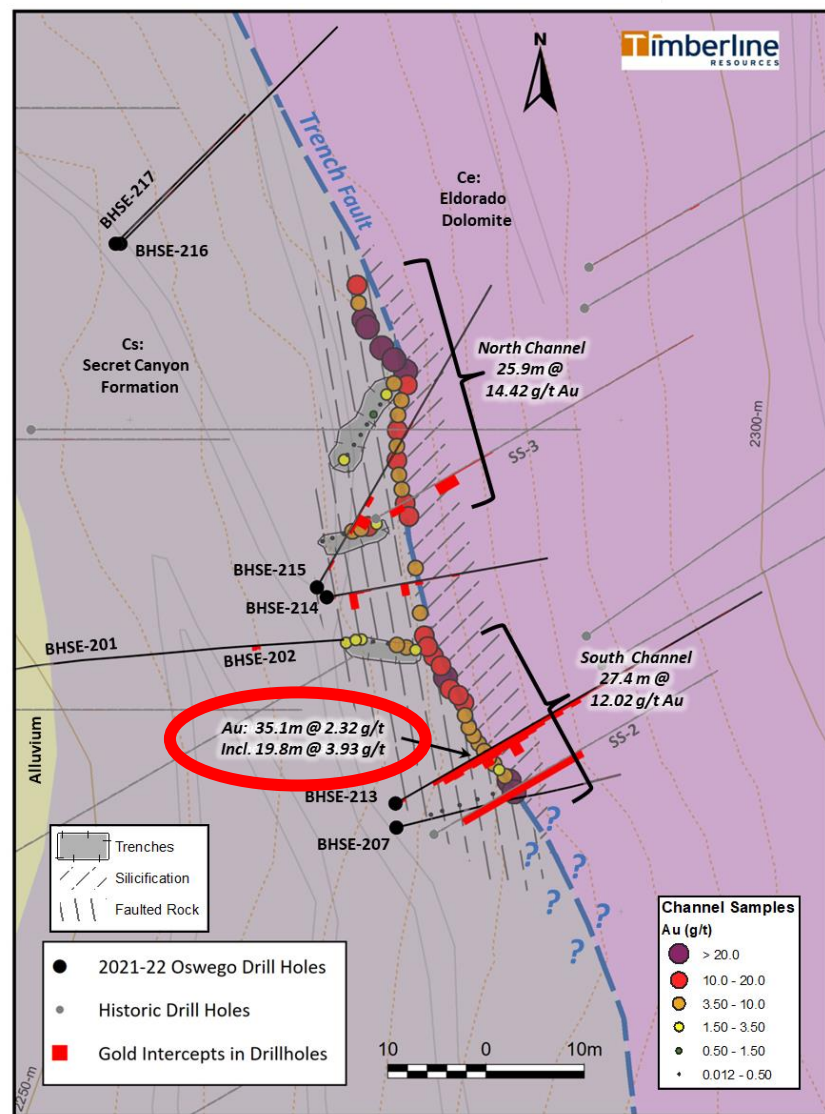 Timberline
RESOURCES
N
Trench Fault
Ce:
Eldorado
Dolomite
BHSE-217
BHSE-216
Cs:
Secret Canyon
Formation
North Channel
25.9m @
14.42 g/t Au
2300-m
SS-3
BHSE-215
BHSE-214
BHSE-201
BHSE-202
South Channel
27.4 m @
12.02 g/t Au
Au: 35.1m @ 2.32 g/t
Incl. 19.8m @ 3.93 g/t
SS-2
Alluvium
BHSE-213
BHSE-207
? ? ? ? ? ?
Trenches
Silicification
Faulted Rock
2021-22 Oswego Drill Holes
Historic Drill Holes
Gold Intercepts in Drillholes
2250-m
10 0 10m
Channel Samples
Au (g/t)
> 20.0
10.0 - 20.0
3.50 - 10.0
1.50 - 3.50
0.50 - 1.50
0.012 - 0.50